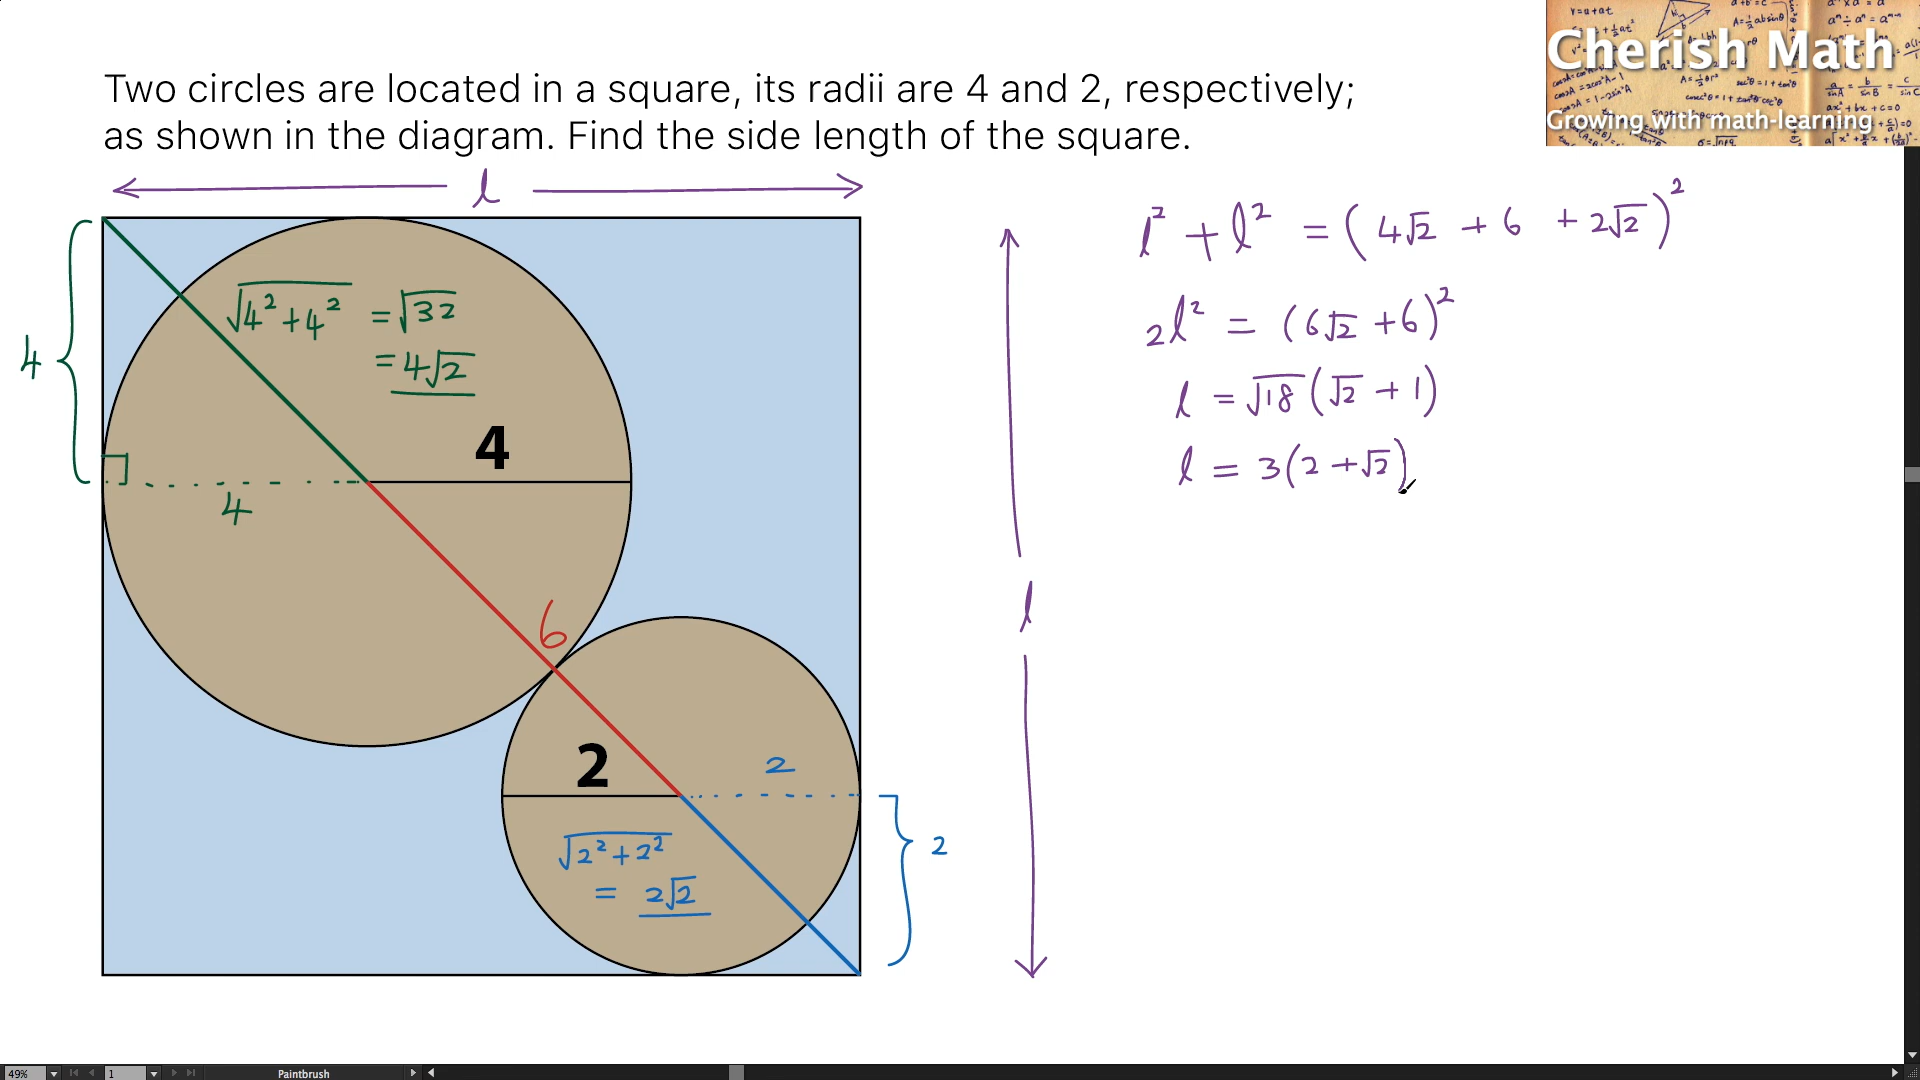 Two circles are located in a square, its radii are 4 and 2, respectively;
as shown in the diagram. Find the side length of the square.
Cherish Math
Growing with math-learning
l
4
√4²+4² = √32
= 4√2
4
4
6
2
2
√2²+2²
= 2√2
2
l
l² + l² = (4√2 + 6 + 2√2)²
2l² = (6√2 + 6)²
l = √18(√2 + 1)
l = 3(2 + √2)
49%
1
Paintbrush